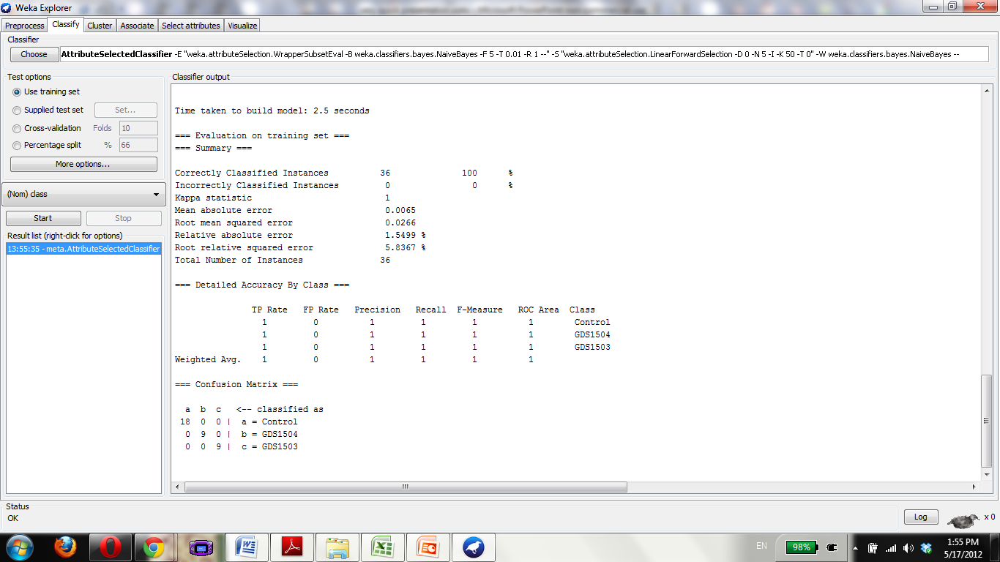 Weka Explorer
Preprocess Classify Cluster Associate Select attributes Visualize
Classifier
Choose AttributeSelectedClassifier -E "weka.attributeSelection.WrapperSubsetEval -B weka.classifiers.bayes.NaiveBayes -F 5 -T 0.01 -R 1 --" -S "weka.attributeSelection.LinearForwardSelection -D 0 -N 5 -I -K 50 -T 0" -W weka.classifiers.bayes.NaiveBayes --
Test options
Use training set
Supplied test set Set...
Cross-validation Folds 10
Percentage split % 66
More options...
(Nom) class
Start Stop
Result list (right-click for options)
13:55:35 - meta.AttributeSelectedClassifier
Classifier output
Time taken to build model: 2.5 seconds
=== Evaluation on training set ===
=== Summary ===
Correctly Classified Instances 36 100 %
Incorrectly Classified Instances 0 0 %
Kappa statistic 1
Mean absolute error 0.0065
Root mean squared error 0.0266
Relative absolute error 1.5499 %
Root relative squared error 5.8367 %
Total Number of Instances 36
=== Detailed Accuracy By Class ===
TP Rate FP Rate Precision Recall F-Measure ROC Area Class
1 0 1 1 1 1 Control
1 0 1 1 1 1 GDS1504
1 0 1 1 1 1 GDS1503
Weighted Avg. 1 0 1 1 1 1
=== Confusion Matrix ===
a b c <-- classified as
18 0 0 | a = Control
0 9 0 | b = GDS1504
0 0 9 | c = GDS1503
Status
OK
Log x 0
EN 98% 1:55 PM
5/17/2012